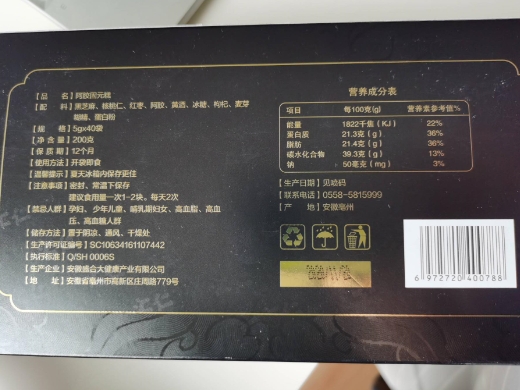 【品 名】阿胶固元糕
【配 料】黑芝麻、核桃仁、红枣、阿胶、黄酒、冰糖、枸杞、麦芽
糊精、蛋白粉
【规 格】5gx40袋
【净 含 量】200克
【保 质 期】12个月
【使用方法】开袋即食
【温馨提示】夏天冰箱内保存更佳
【注意事项】密封、常温下保存
建议食用量一次1-2块、每天2次
【禁忌人群】孕妇、少年儿童、哺乳期妇女、高血脂、高血
压、高血糖人群
【储存方法】置于阴凉、通风、干燥处
【生产许可证编号】SC10634161107442
【执行标准】Q/SH 0006S
【生产企业】安徽盛合大健康产业有限公司
【地 址】安徽省亳州市高新区庄周路779号
营养成分表
项目 每100克(g) 营养素参考值%
能量 1822千焦（KJ） 22%
蛋白质 21.3克（g） 36%
脂肪 21.4克（g） 36%
碳水化合物 39.3克（g） 13%
钠 50毫克（mg） 3%
【生产日期】见喷码
【联系电话】0558-5815999
【产 地】安徽亳州
6 972720 400788